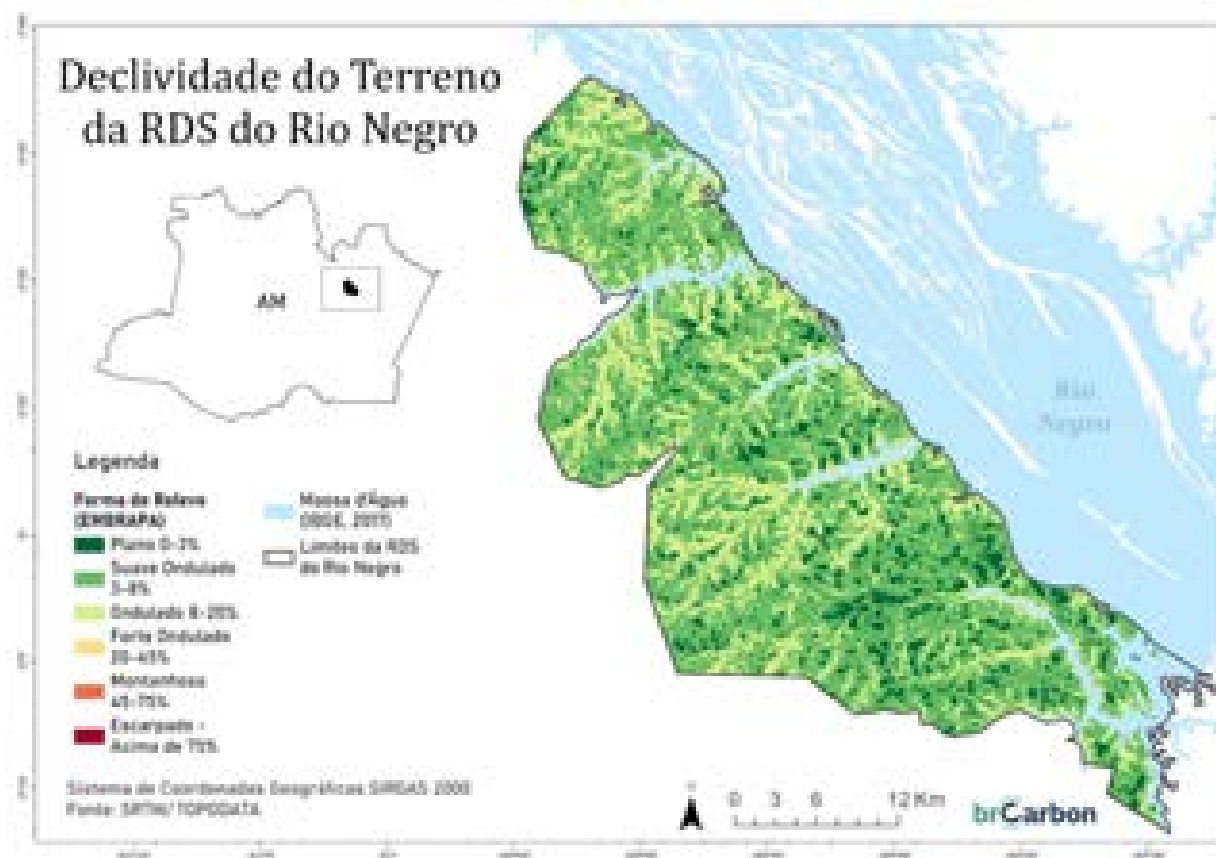 Declividade do Terreno
da RDS do Rio Negro
AM
Rio
Negro
Legenda
Forma de Relevo
(EMBRAPA)
Plano 0-3%
Suave Ondulado
3-8%
Ondulado 8-20%
Forte Ondulado
20-45%
Montanhoso
45-75%
Escarpado -
Acima de 75%
Massa d'Água
(IBGE, 2017)
Limites da RDS
do Rio Negro
Sistema de Coordenadas Geográficas SIRGAS 2000
Fonte: SRTM/ TOPODATA
0 3 6 12 Km
brCarbon